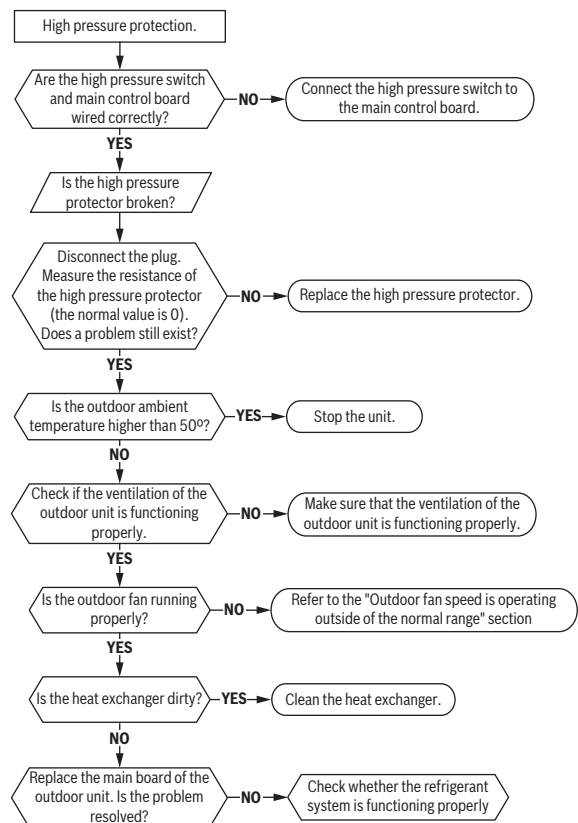 High pressure protection.
Are the high pressure switch
and main control board
wired correctly?
NO
Connect the high pressure switch to
the main control board.
YES
Is the high pressure
protector broken?
Disconnect the plug.
Measure the resistance of
the high pressure protector
(the normal value is 0).
Does a problem still exist?
NO
Replace the high pressure protector.
YES
Is the outdoor ambient
temperature higher than 50º?
YES
Stop the unit.
NO
Check if the ventilation of the
outdoor unit is functioning
properly.
NO
Make sure that the ventilation of the
outdoor unit is functioning properly.
YES
Is the outdoor fan running
properly?
NO
Refer to the "Outdoor fan speed is operating
outside of the normal range" section
YES
Is the heat exchanger dirty?
YES
Clean the heat exchanger.
NO
Replace the main board of the
outdoor unit. Is the problem
resolved?
NO
Check whether the refrigerant
system is functioning properly